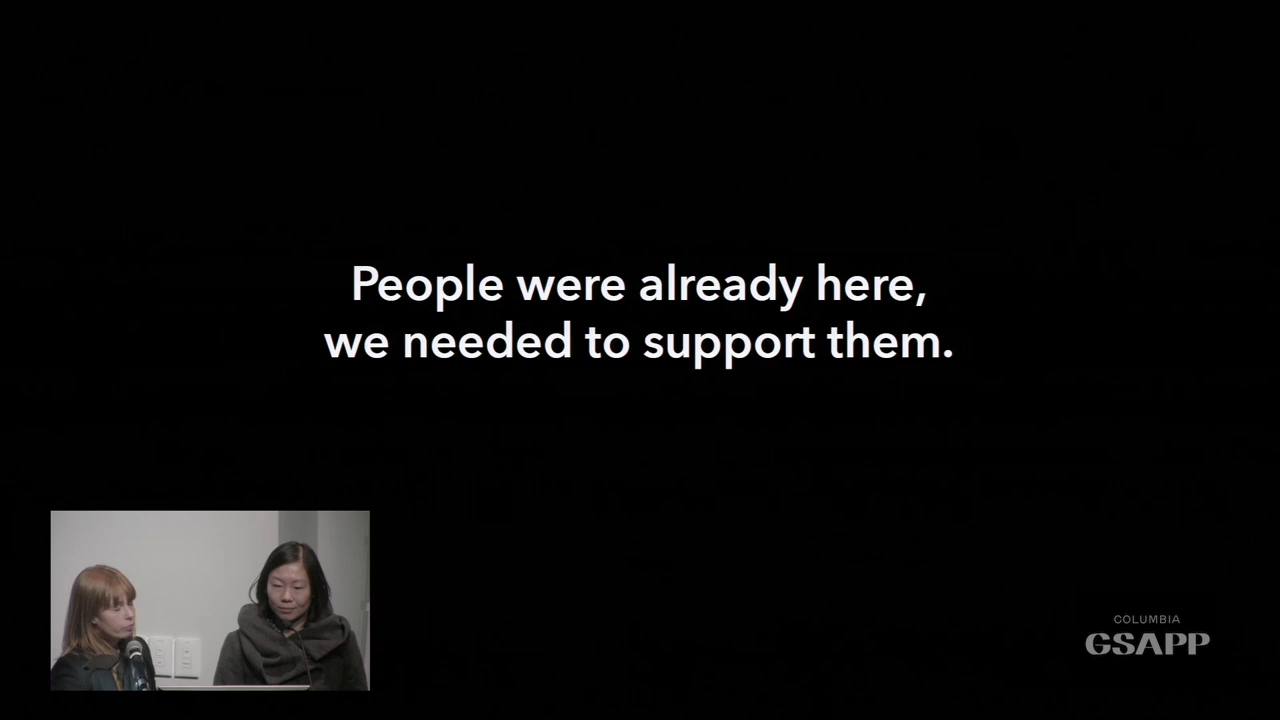 People were already here,
we needed to support them.
COLUMBIA
GSAPP